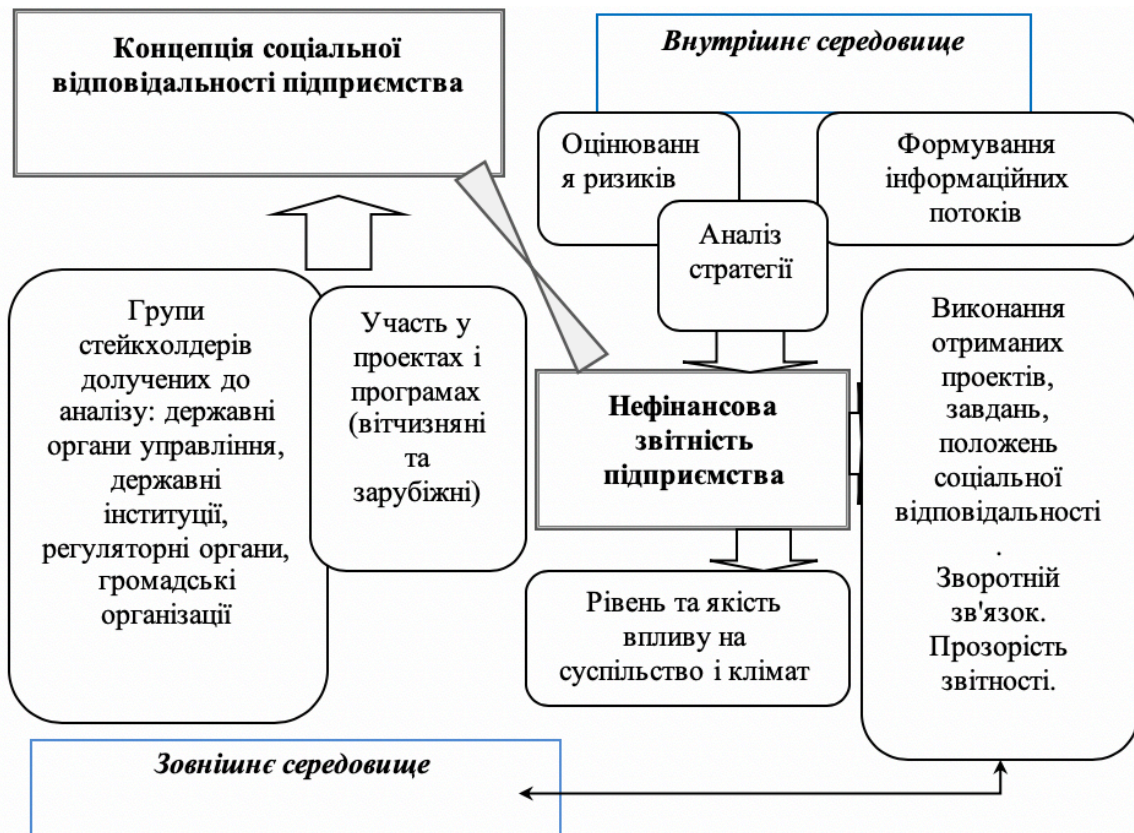 Концепція соціальної
відповідальності підприємства
Внутрішнє середовище
Оцінюванн
я ризиків
Формування
інформаційних
потоків
Аналіз
стратегії
Групи
стейкхолдерів
долучених до
аналізу: державні
органи управління,
державні
інституції,
регуляторні органи,
громадські
організації
Участь у
проектах і
програмах
(вітчизняні
та
зарубіжні)
Нефінансова
звітність
підприємства
Виконання
отриманих
проектів,
завдань,
положень
соціальної
відповідальності
.
Зворотній
зв'язок.
Прозорість
звітності.
Рівень та якість
впливу на
суспільство і клімат
Зовнішнє середовище